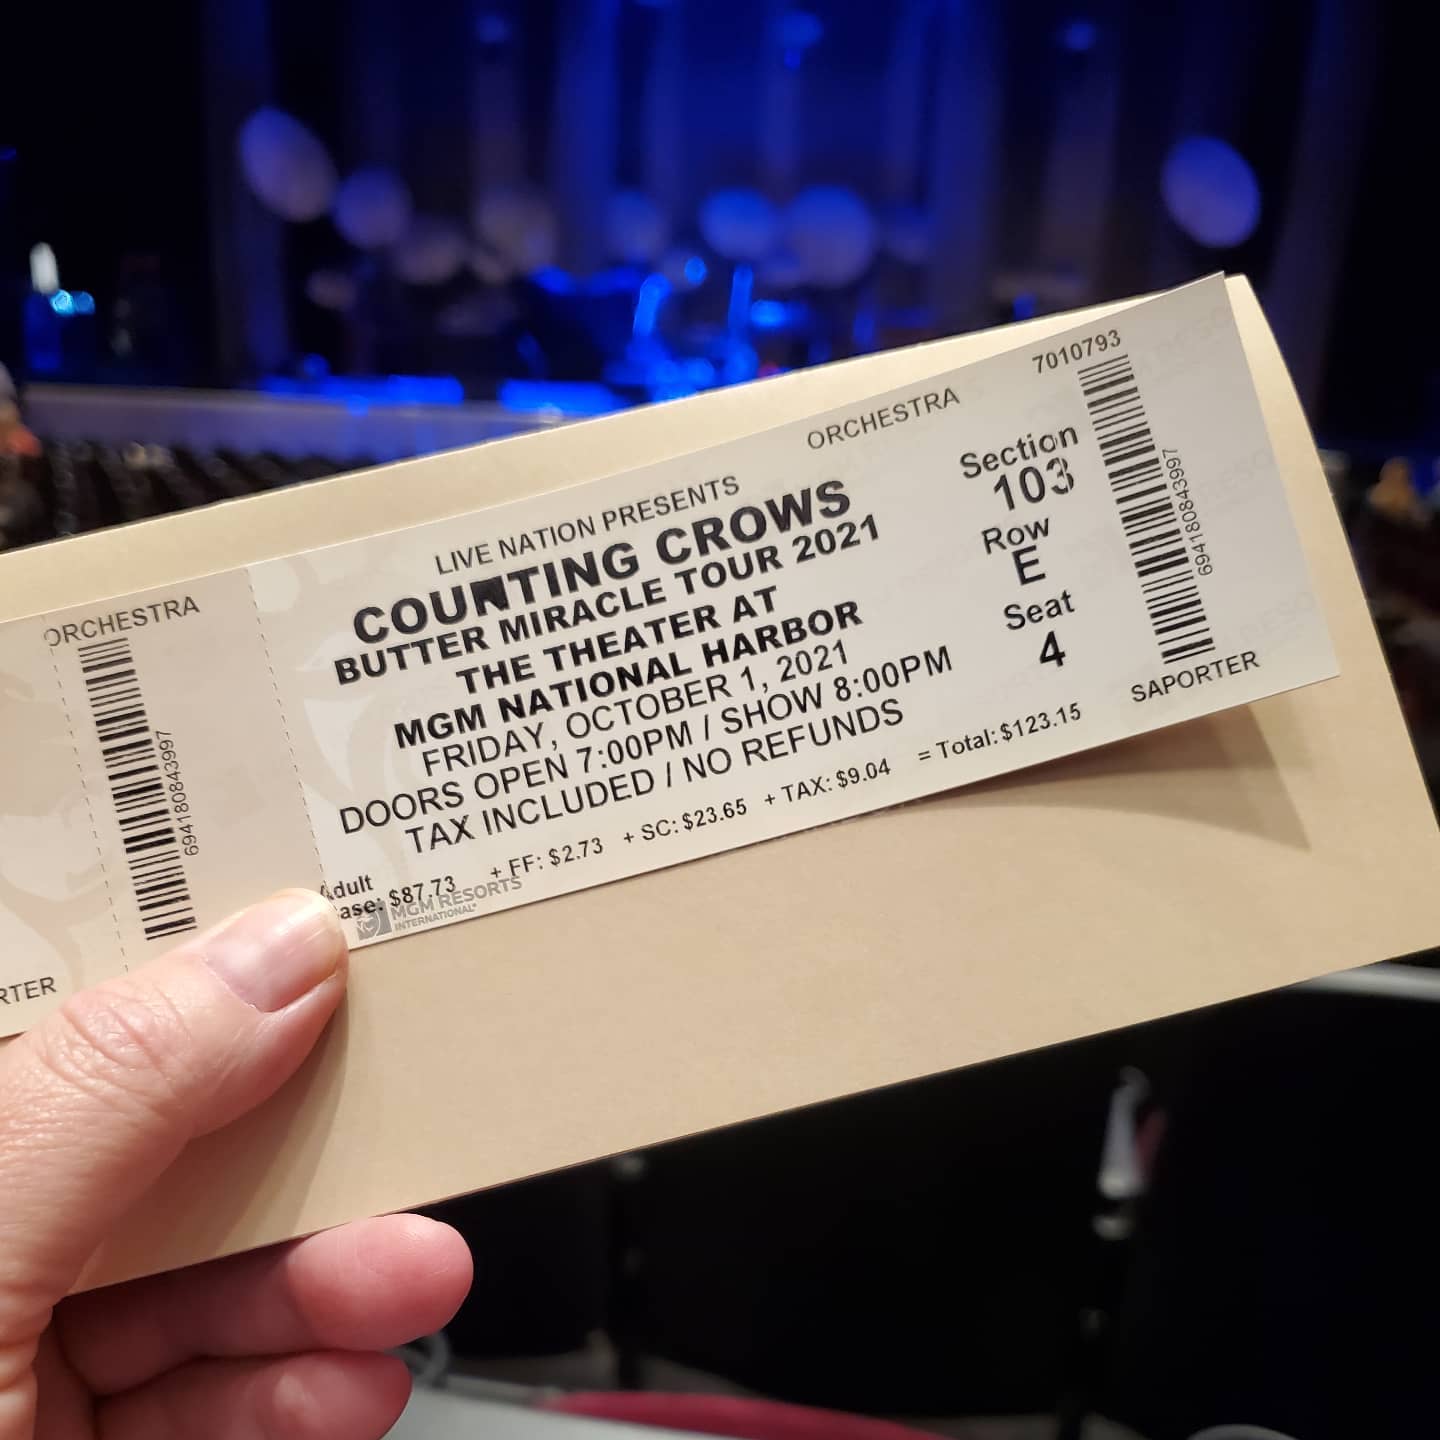 ORCHESTRA
694180843997
RTER
LIVE NATION PRESENTS
COUNTING CROWS
BUTTER MIRACLE TOUR 2021
THE THEATER AT
MGM NATIONAL HARBOR
FRIDAY, OCTOBER 1, 2021
DOORS OPEN 7:00PM / SHOW 8:00PM
TAX INCLUDED / NO REFUNDS
dult
ase: $87.73 + FF: $2.73 + SC: $23.65 + TAX: $9.04 = Total: $123.15
MGM RESORTS
INTERNATIONAL
ORCHESTRA
7010793
Section
103
Row
E
Seat
4
694180843997
SAPORTER